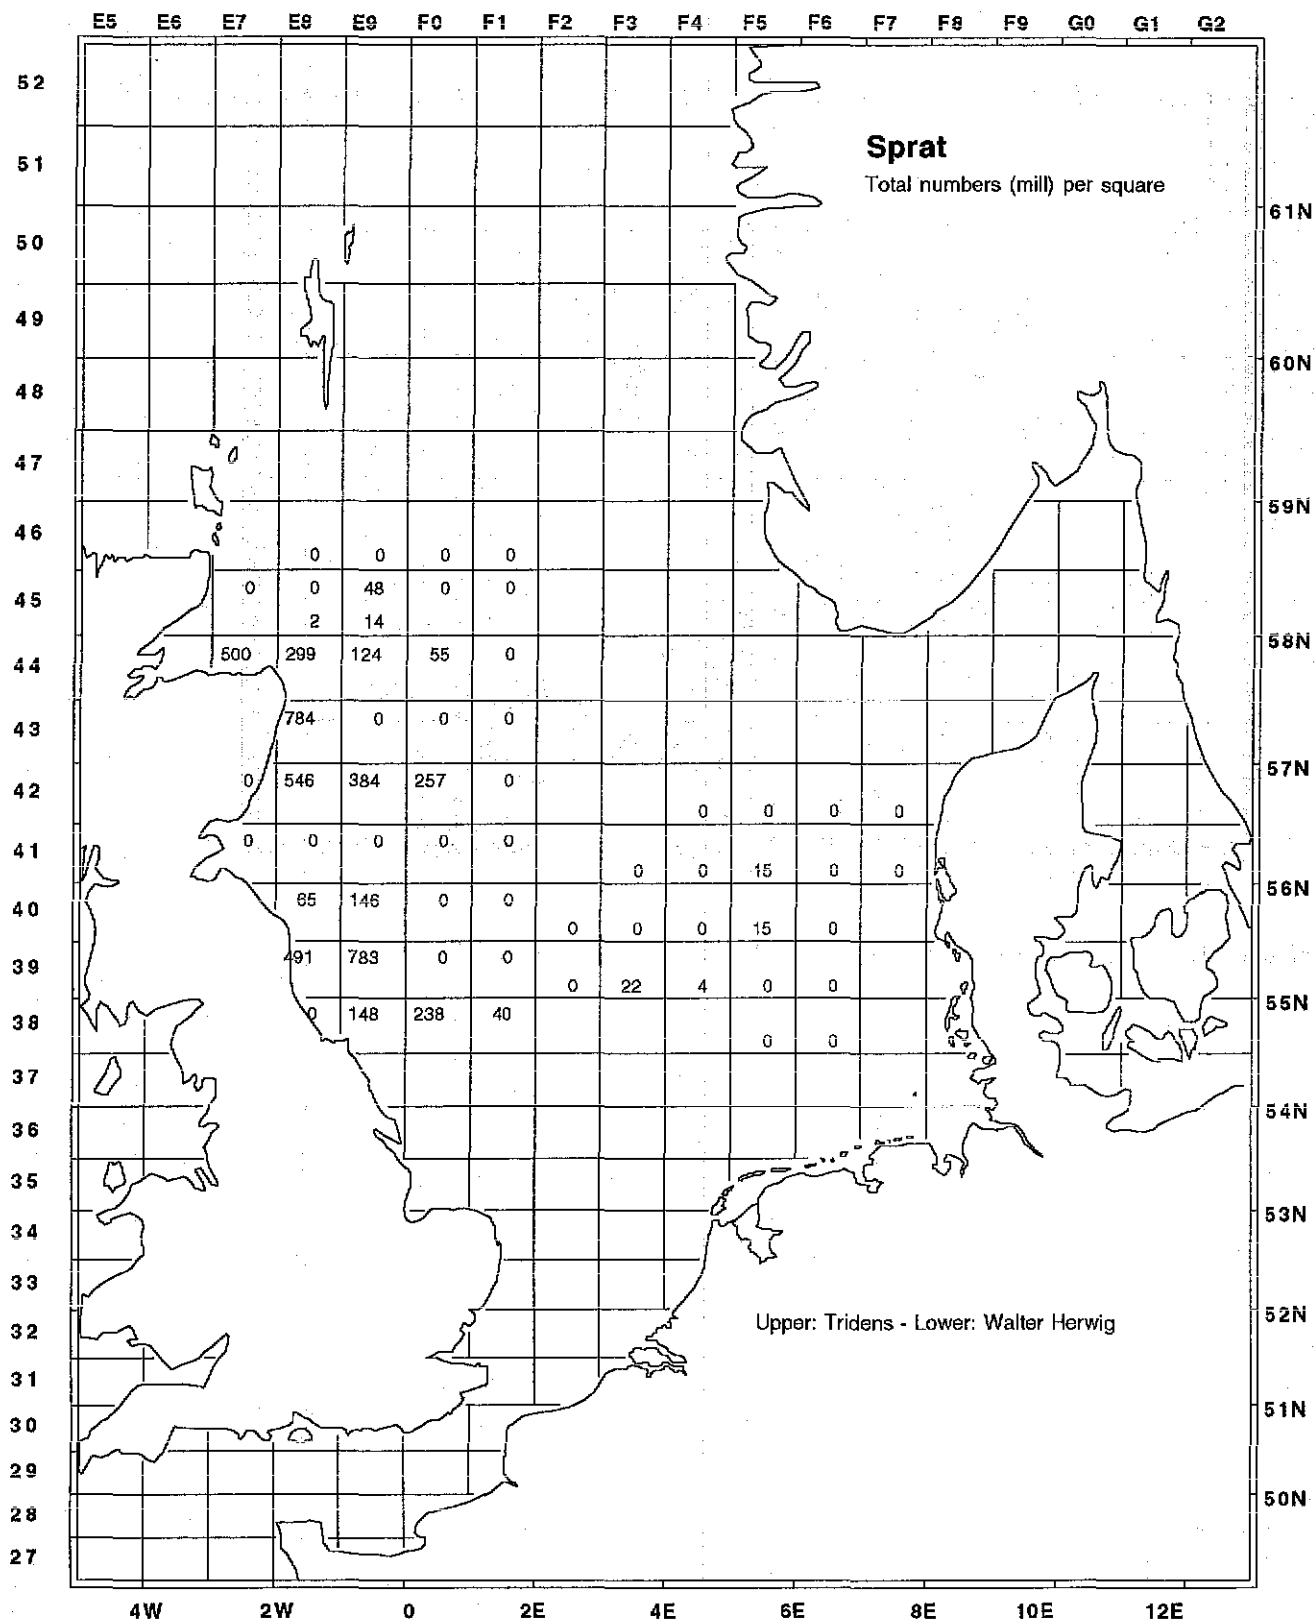 E5 E6 E7 E8 E9 F0 F1 F2 F3 F4 F5 F6 F7 F8 F9 G0 G1 G2
52
Sprat
51
Total numbers (mill) per square
61N
50
49
60N
48
47
59N
46
0 0 0 0
45 0 0 48 0 0
2 14
58N
44 500 299 124 55 0
43 784 0 0 0
57N
42 0 546 384 257 0
0 0 0 0
41 0 0 0 0 0
0 0 15 0 0
56N
40 65 146 0 0
0 0 0 15 0
39 491 783 0 0
0 22 4 0 0
55N
38 0 148 238 40
0 0
37
54N
36
35
53N
34
33
52N
32 Upper: Tridens - Lower: Walter Herwig
31
51N
30
29
50N
28
27
4W 2W 0 2E 4E 6E 8E 10E 12E